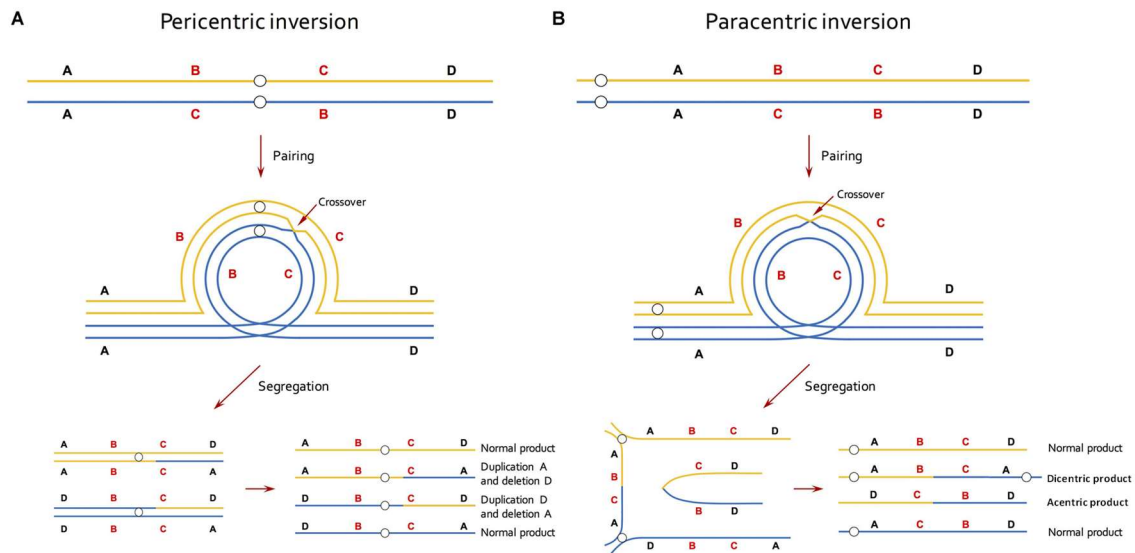 A
Pericentric inversion
A B C D
A C B D
Pairing
Crossover
B C
B C
A D
A D
Segregation
A B C D
A B C A
D B C D
D B C A
A B C D Normal product
A B C A Duplication A
and deletion D
D B C D Duplication D
and deletion A
D B C A Normal product
B
Paracentric inversion
A B C D
A C B D
Pairing
Crossover
B C
B C
A D
A D
Segregation
A B C D
A
B
C
A
C D
B D
D B C A
A B C D Normal product
A B C A Dicentric product
D C B D Acentric product
A C B D Normal product